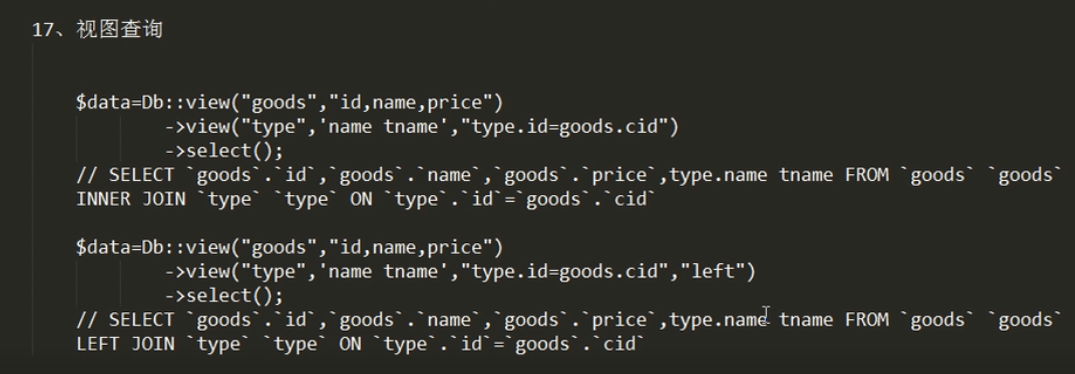 17、视图查询
$data=Db::view("goods","id,name,price")
->view("type",'name tname',"type.id=goods.cid")
->select();
// SELECT `goods`.`id`,`goods`.`name`,`goods`.`price`,type.name tname FROM `goods` `goods`
INNER JOIN `type` `type` ON `type`.`id`=`goods`.`cid`
$data=Db::view("goods","id,name,price")
->view("type",'name tname',"type.id=goods.cid","left")
->select();
// SELECT `goods`.`id`,`goods`.`name`,`goods`.`price`,type.name tname FROM `goods` `goods`
LEFT JOIN `type` `type` ON `type`.`id`=`goods`.`cid`